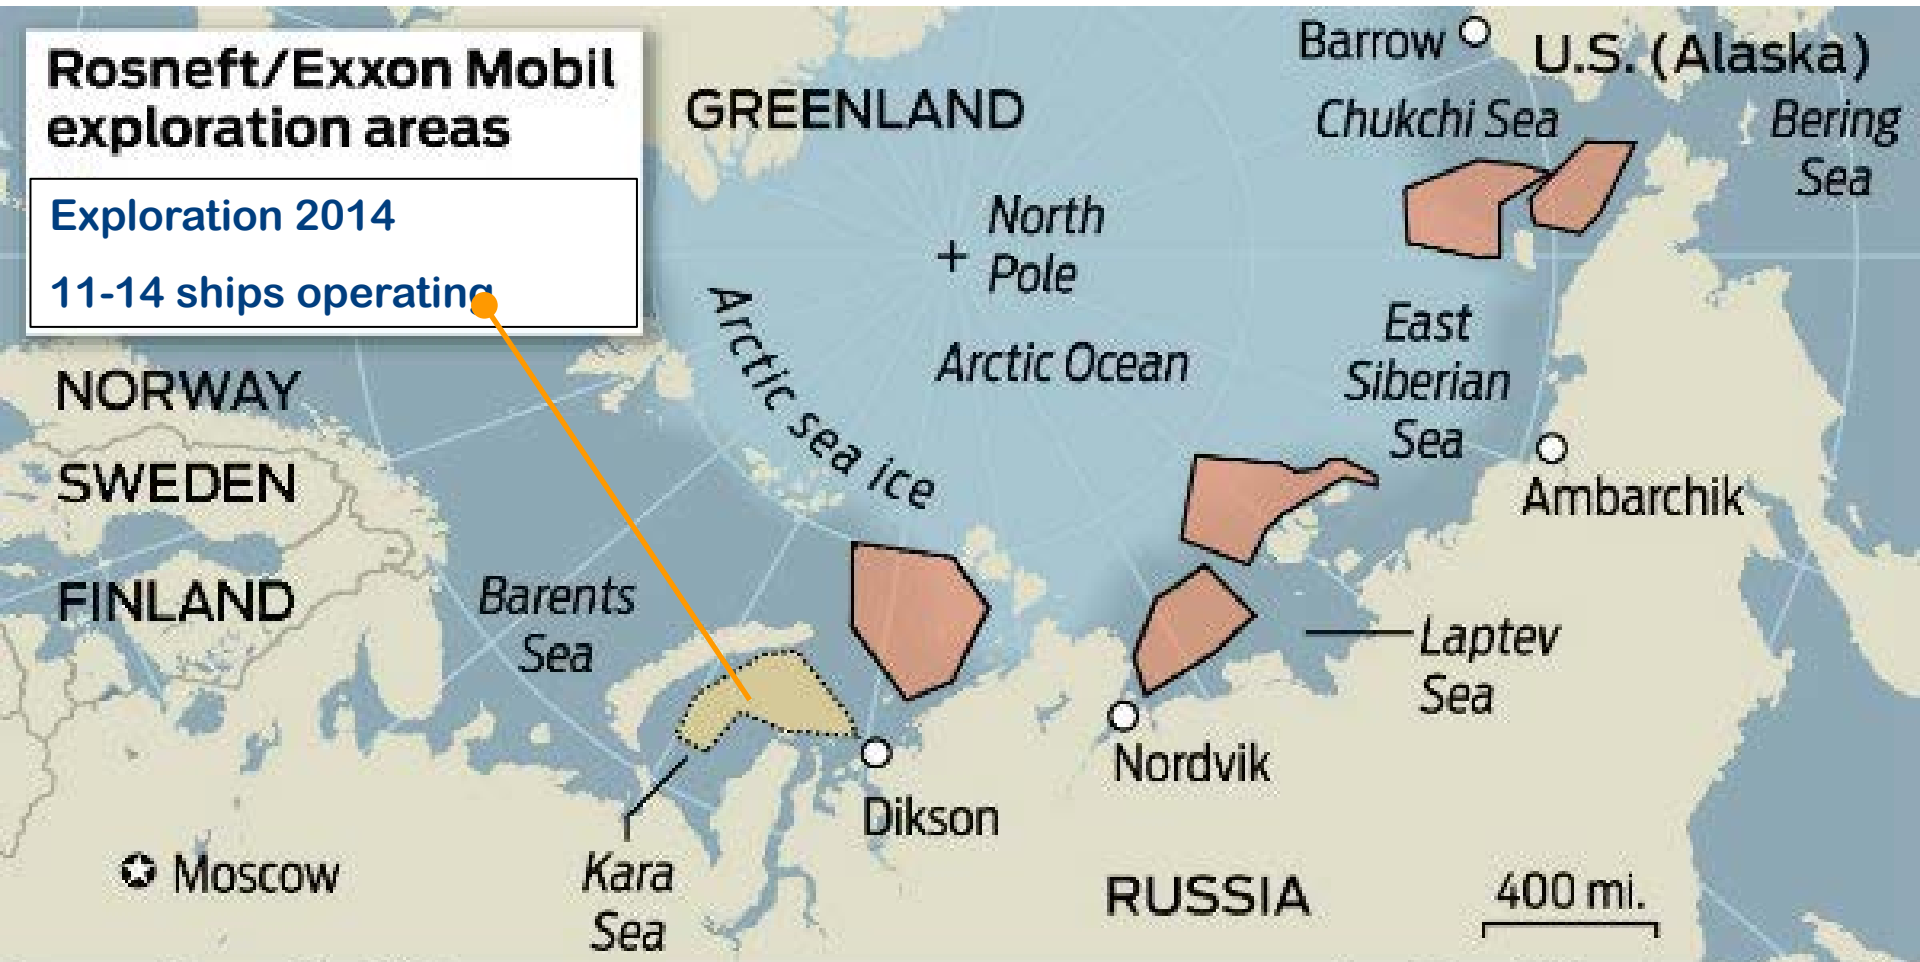 Rosneft/Exxon Mobil
exploration areas
Exploration 2014
11-14 ships operating
GREENLAND
Barrow
U.S. (Alaska)
Chukchi Sea
Bering
Sea
North
Pole
Arctic Ocean
Arctic sea ice
East
Siberian
Sea
NORWAY
SWEDEN
FINLAND
Barents
Sea
Ambarchik
Laptev
Sea
Nordvik
Dikson
Kara
Sea
Moscow
RUSSIA
400 mi.